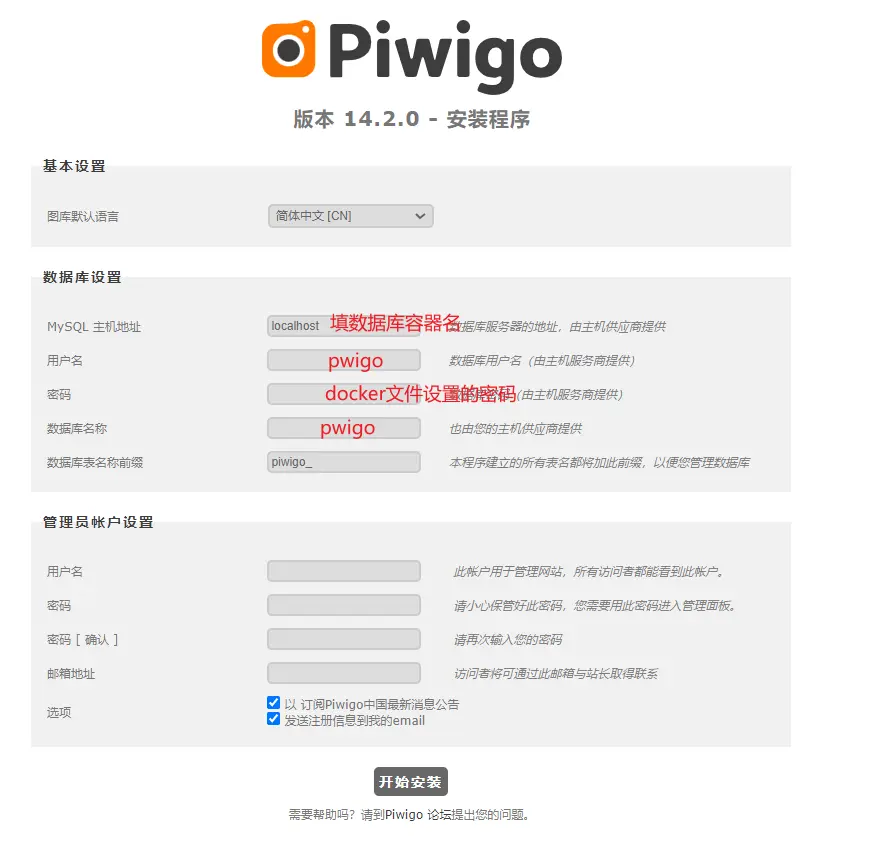 Piwigo
版本 14.2.0 - 安装程序
基本设置
图库默认语言 简体中文 [CN]
数据库设置
MySQL 主机地址 localhost 填数据库容器名 数据库服务器的地址，由主机供应商提供
用户名 pwigo 数据库用户名（由主机服务商提供）
密码 docker文件设置的密码 （由主机服务商提供）
数据库名称 pwigo 也由您的主机供应商提供
数据库表名称前缀 piwigo_ 本程序建立的所有表名都将加此前缀，以便您管理数据库
管理员帐户设置
用户名 此帐户用于管理网站，所有访问者都能看到此帐户。
密码 请小心保管好此密码，您需要用此密码进入管理面板。
密码 [ 确认 ] 请再次输入您的密码
邮箱地址 访问者将可通过此邮箱与站长取得联系
选项 以 订阅Piwigo中国最新消息公告
发送注册信息到我的email
开始安装
需要帮助吗？请到Piwigo 论坛提出您的问题。